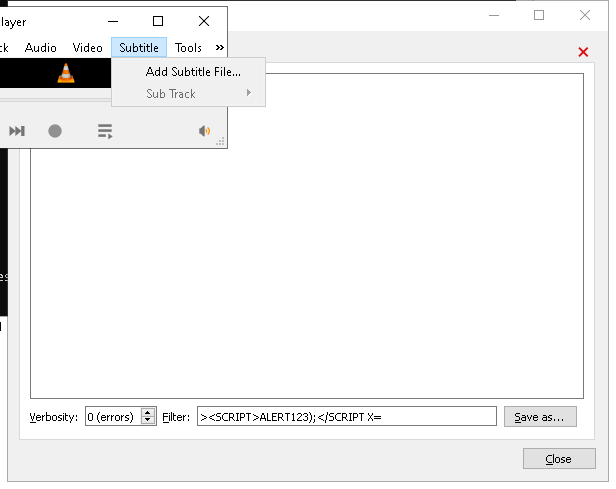 layer
ck Audio Video Subtitle Tools »
Add Subtitle File...
Sub Track
es
Verbosity: 0 (errors) Filter: ><SCRIPT>ALERT123);</SCRIPT X= Save as...
Close